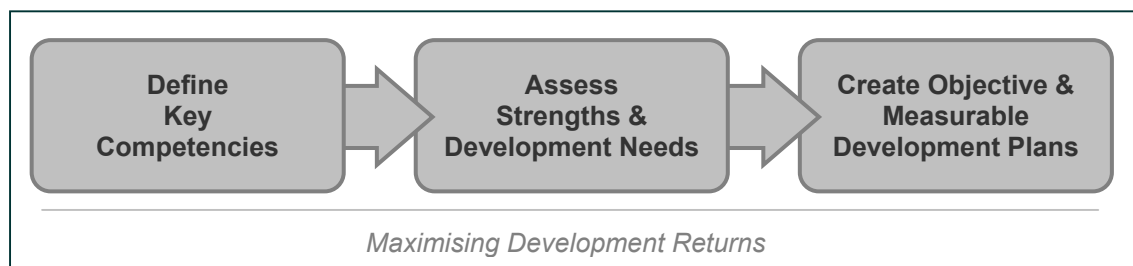 Define
Key
Competencies
Assess
Strengths &
Development Needs
Create Objective &
Measurable
Development Plans
Maximising Development Returns